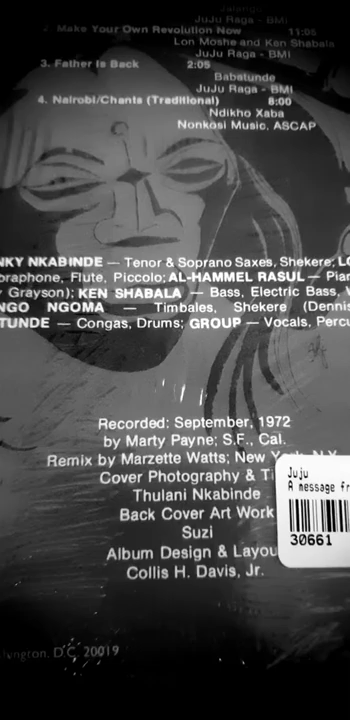 JuJu Raga - BMI
2. Make Your Own Revolution Now 11:05
Lon Moshe and Ken Shabala
JuJu Raga - BMI
3. Father is Back 2:05
Babatunde
JuJu Raga - BMI
4. Nairobi/Chants (Traditional) 8:00
Ndikho Xaba
Nonkosi Music, ASCAP
NKY NKABINDE — Tenor & Soprano Saxes, Shekere; LO
braphone, Flute, Piccolo; AL-HAMMEL RASUL — Pian
Grayson); KEN SHABALA — Bass, Electric Bass, V
NGO NGOMA — Timbales, Shekere (Dennis
TUNDE — Congas, Drums; GROUP — Vocals, Percu
Recorded: September, 1972
by Marty Payne; S.F., Cal.
Remix by Marzette Watts; New York, N.Y.
Cover Photography & Ti
Thulani Nkabinde
Back Cover Art Work
Suzi
Album Design & Layou
Collis H. Davis, Jr.
Juju
A message fr
30661
D.C. 20019